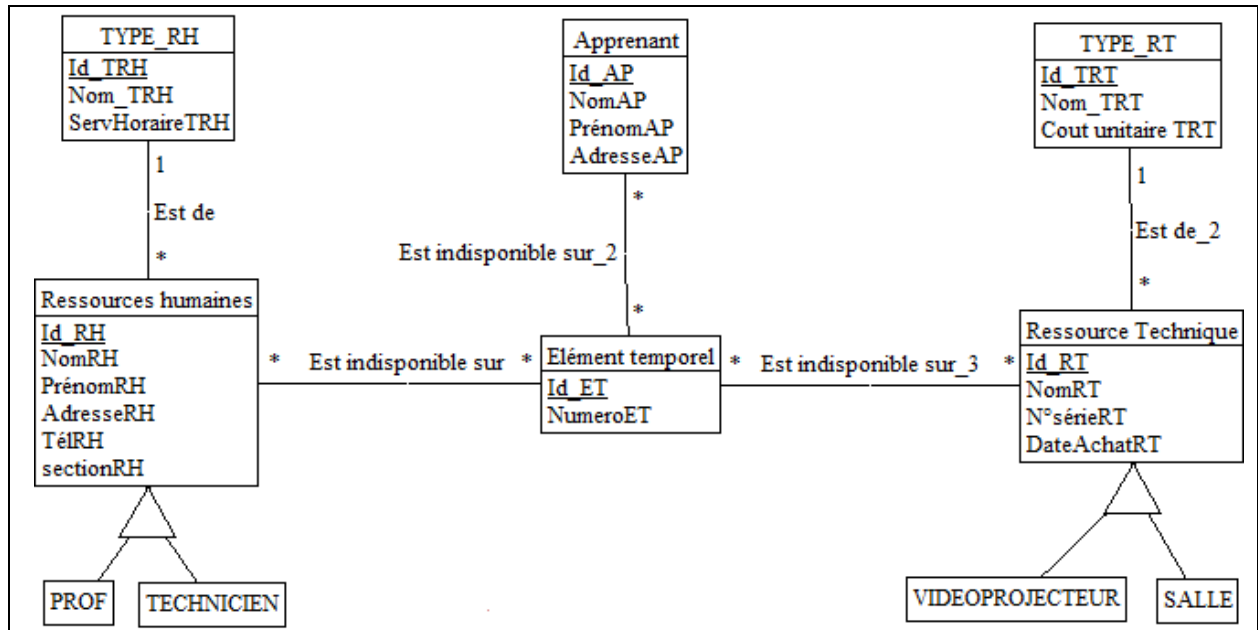 TYPE_RH
Id_TRH
Nom_TRH
ServHoraireTRH
1
Est de
*
Ressources humaines
Id_RH
NomRH
PrénomRH
AdresseRH
TélRH
sectionRH
PROF
TECHNICIEN
Apprenant
Id_AP
NomAP
PrénomAP
AdresseAP
*
Est indisponible sur_2
*
* Est indisponible sur *
Elément temporel
Id_ET
NumeroET
* Est indisponible sur_3 *
TYPE_RT
Id_TRT
Nom_TRT
Cout unitaire TRT
1
Est de_2
*
Ressource Technique
Id_RT
NomRT
N°sérieRT
DateAchatRT
VIDEOPROJECTEUR
SALLE